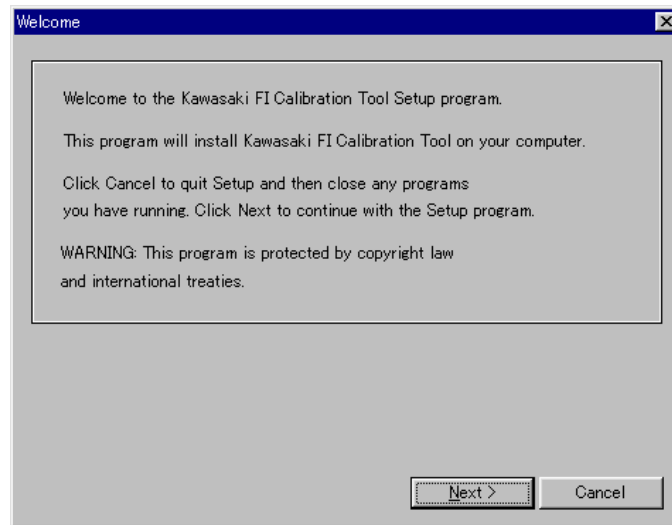 Welcome
Welcome to the Kawasaki FI Calibration Tool Setup program.
This program will install Kawasaki FI Calibration Tool on your computer.
Click Cancel to quit Setup and then close any programs
you have running. Click Next to continue with the Setup program.
WARNING: This program is protected by copyright law
and international treaties.
Next >
Cancel